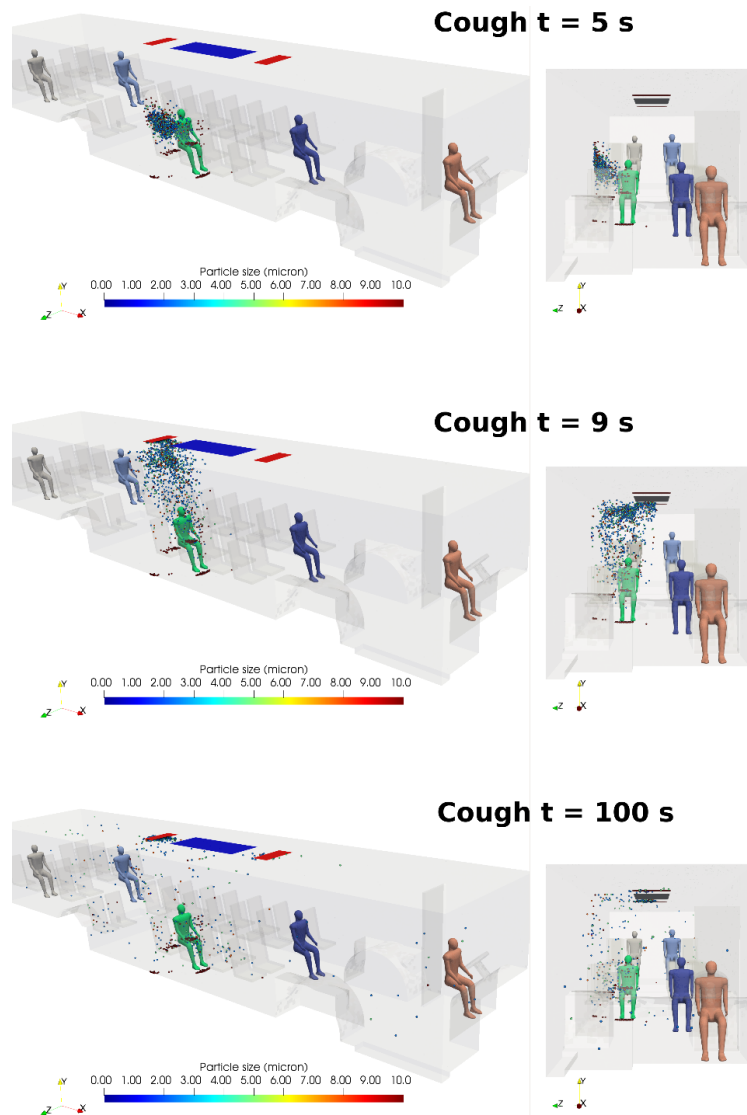 Cough t = 5 s
Particle size (micron)
0.00 1.00 2.00 3.00 4.00 5.00 6.00 7.00 8.00 9.00 10.0
Y
Z X
Y
Z X
Cough t = 9 s
Particle size (micron)
0.00 1.00 2.00 3.00 4.00 5.00 6.00 7.00 8.00 9.00 10.0
Y
Z X
Y
Z X
Cough t = 100 s
Particle size (micron)
0.00 1.00 2.00 3.00 4.00 5.00 6.00 7.00 8.00 9.00 10.0
Y
Z X
Y
Z X